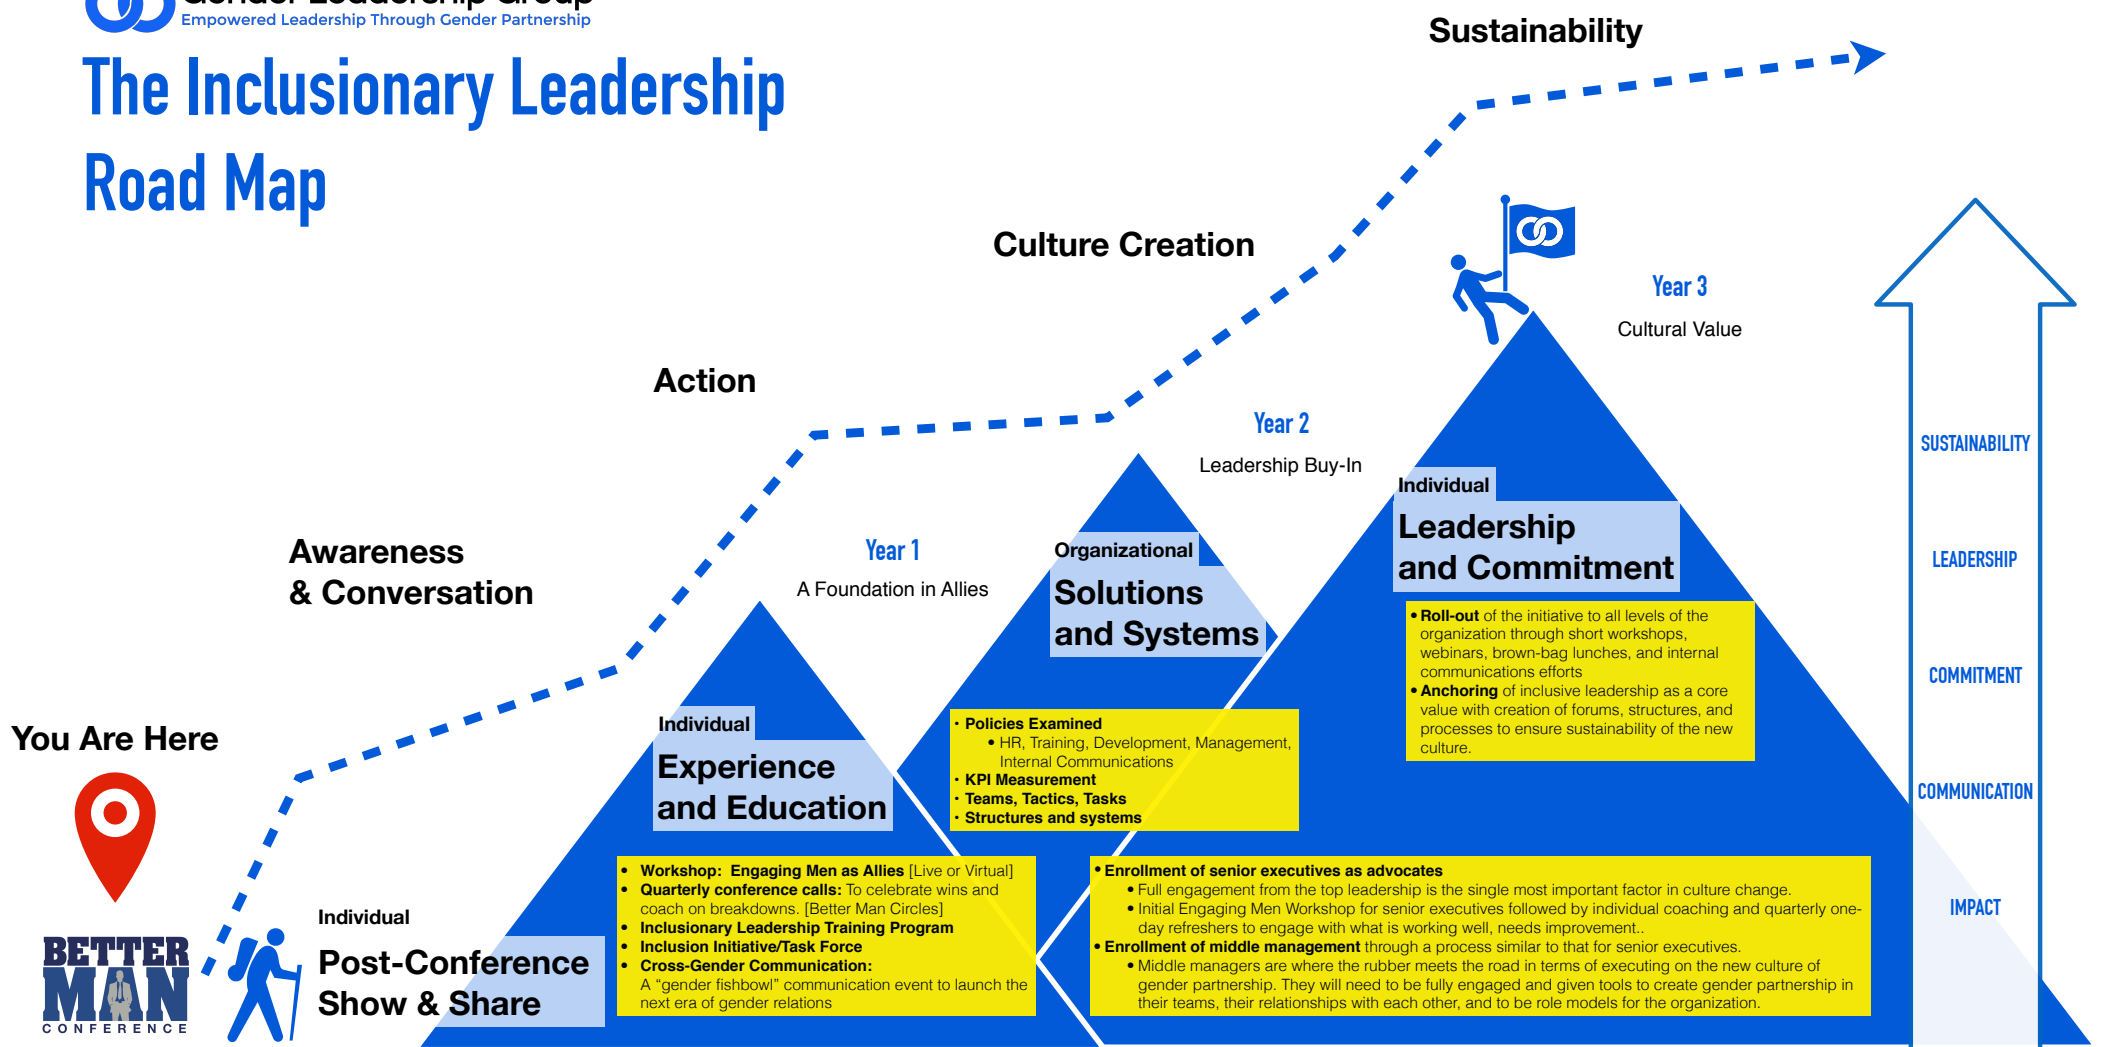 Gender Leadership Group
Empowered Leadership Through Gender Partnership
The Inclusionary Leadership
Road Map
Sustainability
Culture Creation
Action
Awareness
& Conversation
You Are Here
BETTER
MAN
CONFERENCE
Individual
Post-Conference
Show & Share
Year 1
A Foundation in Allies
Individual
Experience
and Education
• Workshop: Engaging Men as Allies [Live or Virtual]
• Quarterly conference calls: To celebrate wins and
coach on breakdowns. [Better Man Circles]
• Inclusionary Leadership Training Program
• Inclusion Initiative/Task Force
• Cross-Gender Communication:
A “gender fishbowl” communication event to launch the
next era of gender relations
Year 2
Leadership Buy-In
Organizational
Solutions
and Systems
• Policies Examined
• HR, Training, Development, Management,
Internal Communications
• KPI Measurement
• Teams, Tactics, Tasks
• Structures and systems
Year 3
Cultural Value
Individual
Leadership
and Commitment
• Roll-out of the initiative to all levels of the
organization through short workshops,
webinars, brown-bag lunches, and internal
communications efforts
• Anchoring of inclusive leadership as a core
value with creation of forums, structures, and
processes to ensure sustainability of the new
culture.
• Enrollment of senior executives as advocates
• Full engagement from the top leadership is the single most important factor in culture change.
• Initial Engaging Men Workshop for senior executives followed by individual coaching and quarterly one-
day refreshers to engage with what is working well, needs improvement..
• Enrollment of middle management through a process similar to that for senior executives.
• Middle managers are where the rubber meets the road in terms of executing on the new culture of
gender partnership. They will need to be fully engaged and given tools to create gender partnership in
their teams, their relationships with each other, and to be role models for the organization.
SUSTAINABILITY
LEADERSHIP
COMMITMENT
COMMUNICATION
IMPACT